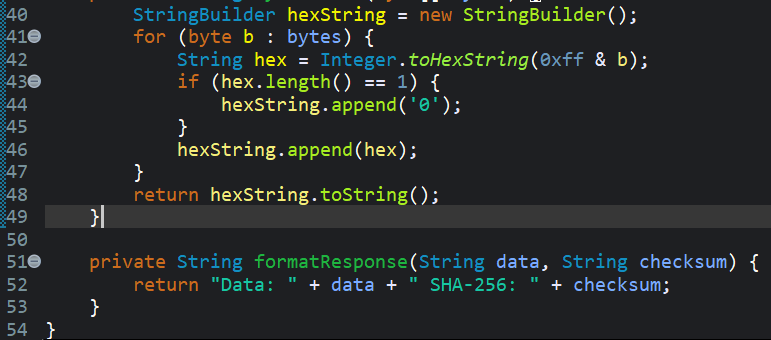 40 StringBuilder hexString = new StringBuilder();
41 for (byte b : bytes) {
42 String hex = Integer.toHexString(0xff & b);
43 if (hex.length() == 1) {
44 hexString.append('0');
45 }
46 hexString.append(hex);
47 }
48 return hexString.toString();
49 }
50
51 private String formatResponse(String data, String checksum) {
52 return "Data: " + data + " SHA-256: " + checksum;
53 }
54 }